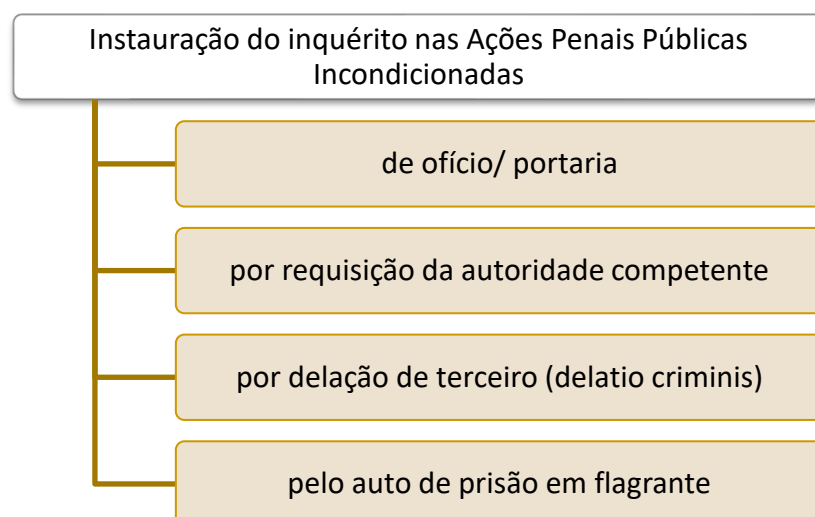 Instauração do inquérito nas Ações Penais Públicas
Incondicionadas
de ofício/ portaria
por requisição da autoridade competente
por delação de terceiro (delatio criminis)
pelo auto de prisão em flagrante